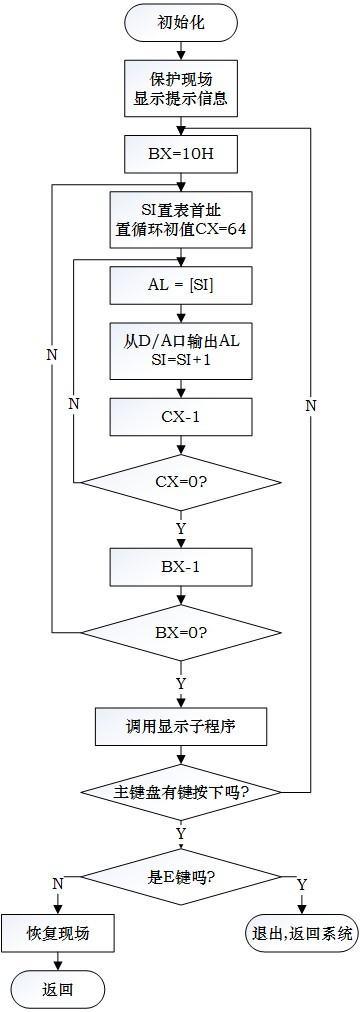 初始化
保护现场
显示提示信息
BX=10H
SI置表首址
置循环初值CX=64
AL = [SI]
从D/A口输出AL
SI=SI+1
N
N
N
CX-1
CX=0?
Y
BX-1
BX=0?
Y
调用显示子程序
主键盘有键按下吗?
Y
是E键吗?
N
Y
恢复现场
退出,返回系统
返回